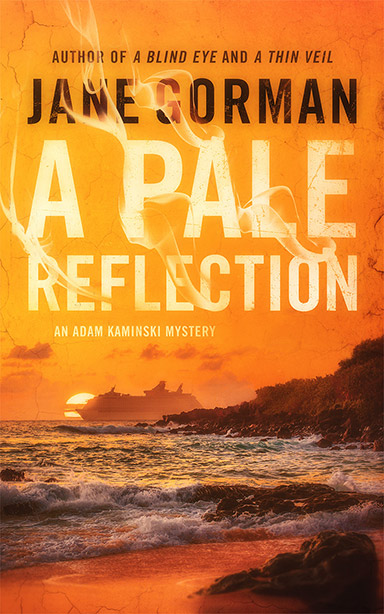 AUTHOR OF A BLIND EYE AND A THIN VEIL
JANE GORMAN
A PALE
REFLECTION
AN ADAM KAMINSKI MYSTERY